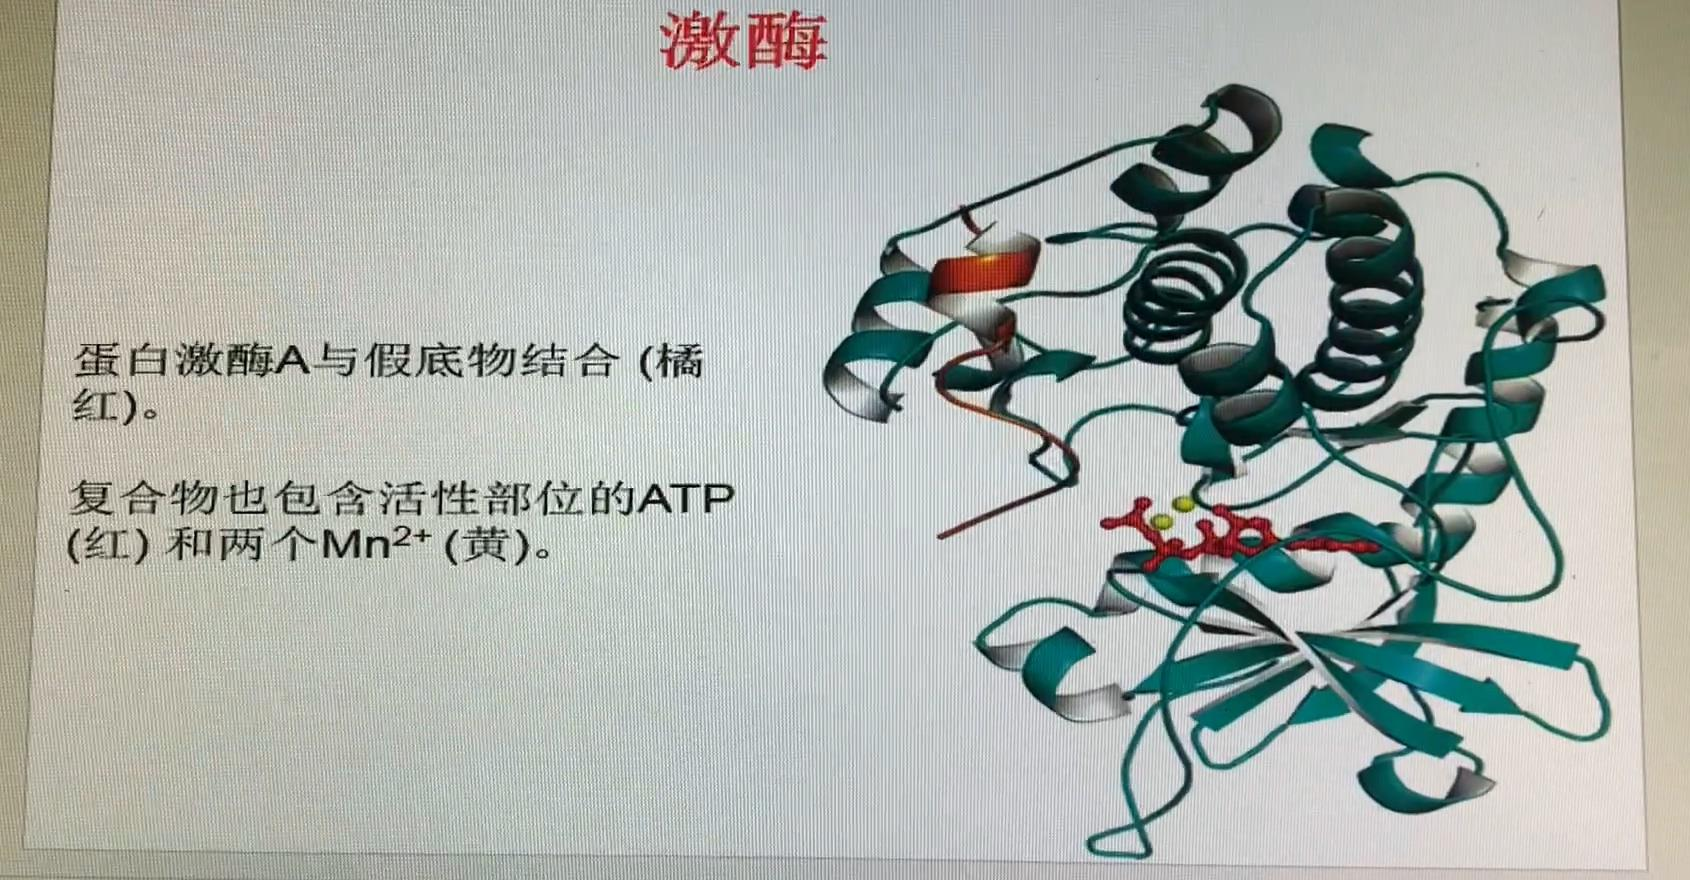 激酶
蛋白激酶A与假底物结合 (橘
红)。
复合物也包含活性部位的ATP
(红) 和两个Mn²⁺ (黄)。